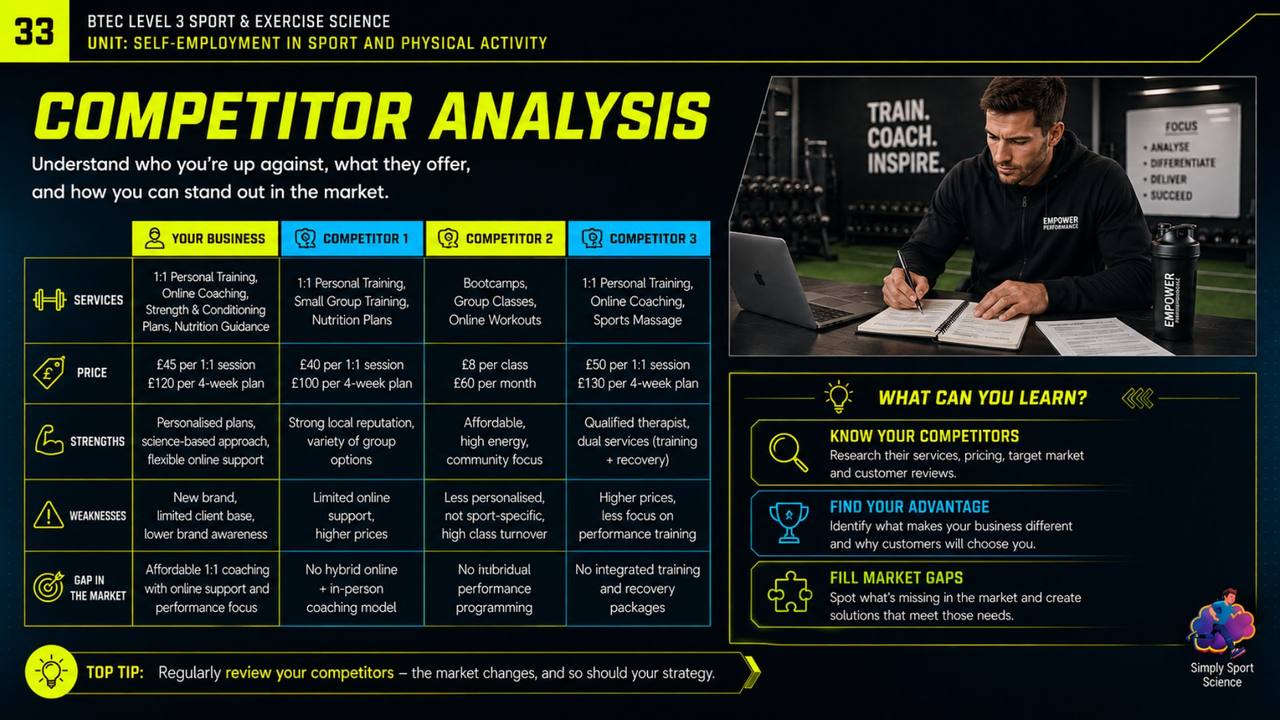 33
BTEC LEVEL 3 SPORT & EXERCISE SCIENCE
UNIT: SELF-EMPLOYMENT IN SPORT AND PHYSICAL ACTIVITY
COMPETITOR ANALYSIS
Understand who you're up against, what they offer,
and how you can stand out in the market.
YOUR BUSINESS
COMPETITOR 1
COMPETITOR 2
COMPETITOR 3
SERVICES
1:1 Personal Training,
Online Coaching,
Strength & Conditioning
Plans, Nutrition Guidance
1:1 Personal Training,
Small Group Training,
Nutrition Plans
Bootcamps,
Group Classes,
Online Workouts
1:1 Personal Training,
Online Coaching,
Sports Massage
£
PRICE
£45 per 1:1 session
£120 per 4-week plan
£40 per 1:1 session
£100 per 4-week plan
£8 per class
£60 per month
£50 per 1:1 session
£130 per 4-week plan
STRENGTHS
Personalised plans,
science-based approach,
flexible online support
Strong local reputation,
variety of group
options
Affordable,
high energy,
community focus
Qualified therapist,
dual services (training
+ recovery)
WEAKNESSES
New brand,
limited client base,
lower brand awareness
Limited online
support,
higher prices
Less personalised,
not sport-specific,
high class turnover
Higher prices,
less focus on
performance training
GAP IN
THE MARKET
Affordable 1:1 coaching
with online support and
performance focus
No hybrid online
+ in-person
coaching model
No
performance
programming
No integrated training
and recovery
packages
TOP TIP: Regularly review your competitors – the market changes, and so should your strategy.
TRAIN.
COACH.
INSPIRE.
FOCUS
• ANALYSE
• DIFFERENTIATE
• DELIVER
• SUCCEED
EMPOWER
PERFORMANCE
EMPOWER
WHAT CAN YOU LEARN?
KNOW YOUR COMPETITORS
Research their services, pricing, target market
and customer reviews.
FIND YOUR ADVANTAGE
Identify what makes your business different
and why customers will choose you.
FILL MARKET GAPS
Spot what's missing in the market and create
solutions that meet those needs.
Simply Sport
Science